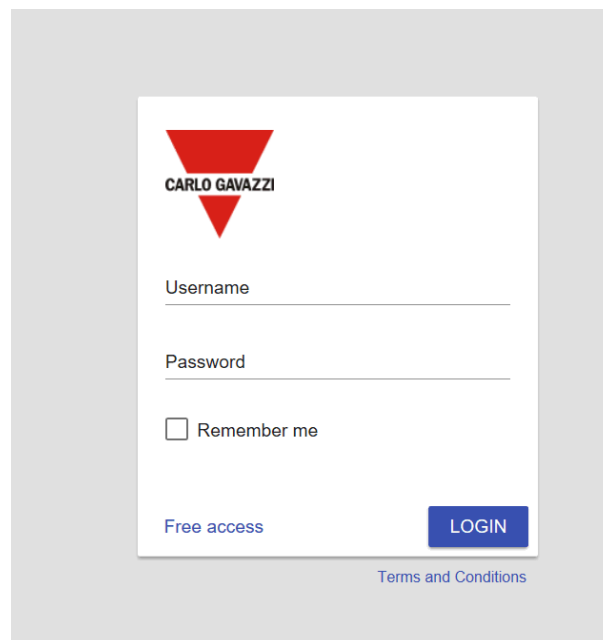 CARLO GAVAZZI
Username
Password
Remember me
Free access
LOGIN
Terms and Conditions